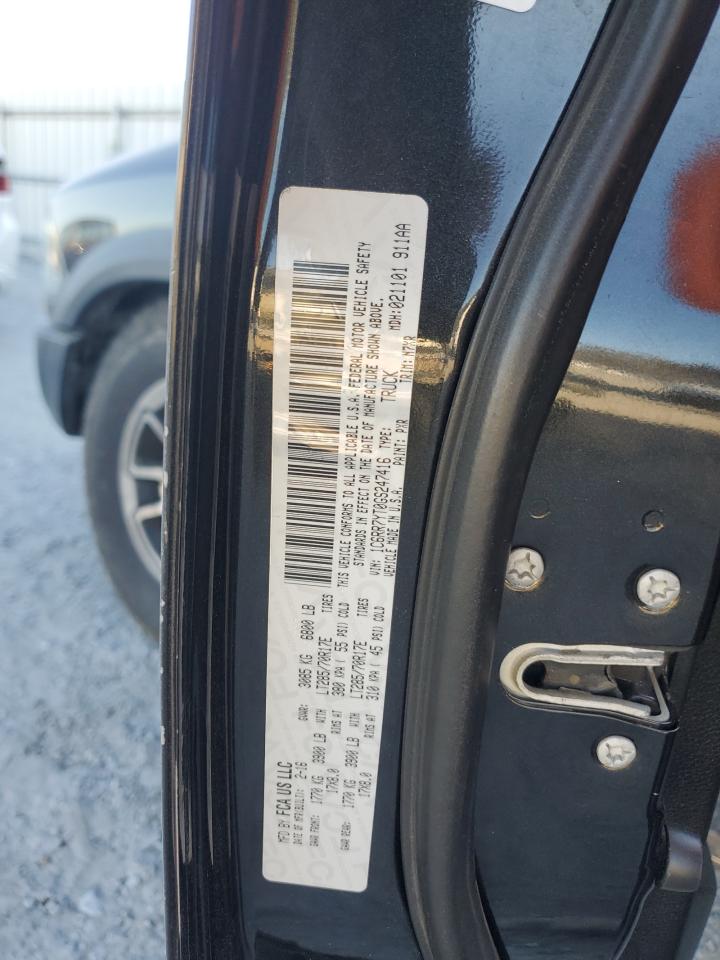 MFD BY FCA US LLC
DATE OF MFR(BUILT): 2-16 GVWR: 3085 KG 6800 LB
GAWR FRONT: 1770 KG 3900 LB WITH LT285/70R17E TIRES
17X8.0 RIMS AT 380 KPA ( 55 PSI) COLD
GAWR REAR: 1770 KG 3900 LB WITH LT285/70R17E TIRES
17X8.0 RIMS AT 310 KPA ( 45 PSI) COLD
THIS VEHICLE CONFORMS TO ALL APPLICABLE U.S.A. FEDERAL MOTOR VEHICLE SAFETY
STANDARDS IN EFFECT ON THE DATE OF MANUFACTURE SHOWN ABOVE.
VIN: 1C6RR7YT0GS247416 TYPE: TRUCK MDH:021101 911AA
VEHICLE MADE IN U.S.A. PAINT: PXR TRIM: M7XR